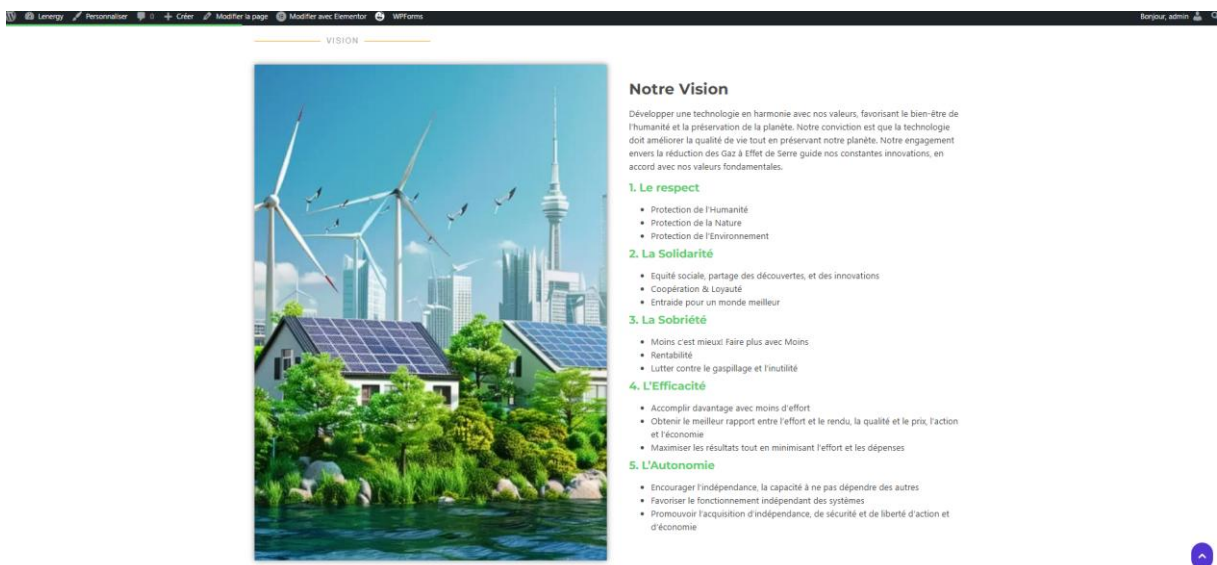 Lenergy Personnaliser 0 Créer Modifier la page Modifier avec Elementor WPForms Bonjour, admin
VISION
Notre Vision
Développer une technologie en harmonie avec nos valeurs, favorisant le bien-être de
l'humanité et la préservation de la planète. Notre conviction est que la technologie
doit améliorer la qualité de vie tout en préservant notre planète. Notre engagement
envers la réduction des Gaz à Effet de Serre guide nos constantes innovations, en
accord avec nos valeurs fondamentales.
1. Le respect
• Protection de l'Humanité
• Protection de la Nature
• Protection de l'Environnement
2. La Solidarité
• Equité sociale, partage des découvertes, et des innovations
• Coopération & Loyauté
• Entraide pour un monde meilleur
3. La Sobriété
• Moins c'est mieux! Faire plus avec Moins
• Rentabilité
• Lutter contre le gaspillage et l'inutilité
4. L'Efficacité
• Accomplir davantage avec moins d'effort
• Obtenir le meilleur rapport entre l'effort et le rendu, la qualité et le prix, l'action
et l'économie
• Maximiser les résultats tout en minimisant l'effort et les dépenses
5. L'Autonomie
• Encourager l'indépendance, la capacité à ne pas dépendre des autres
• Favoriser le fonctionnement indépendant des systèmes
• Promouvoir l'acquisition d'indépendance, de sécurité et de liberté d'action et
d'économie